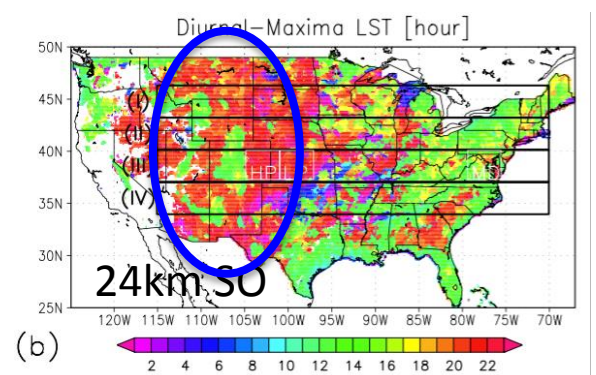 Diurnal-Maxima LST [hour]
50N
45N
(I)
(II)
40N
(III)
HPIL
MD
(IV)
35N
30N
24km SO
25N
120W 115W 110W 105W 100W 95W 90W 85W 80W 75W 70W
(b)
2 4 6 8 10 12 14 16 18 20 22